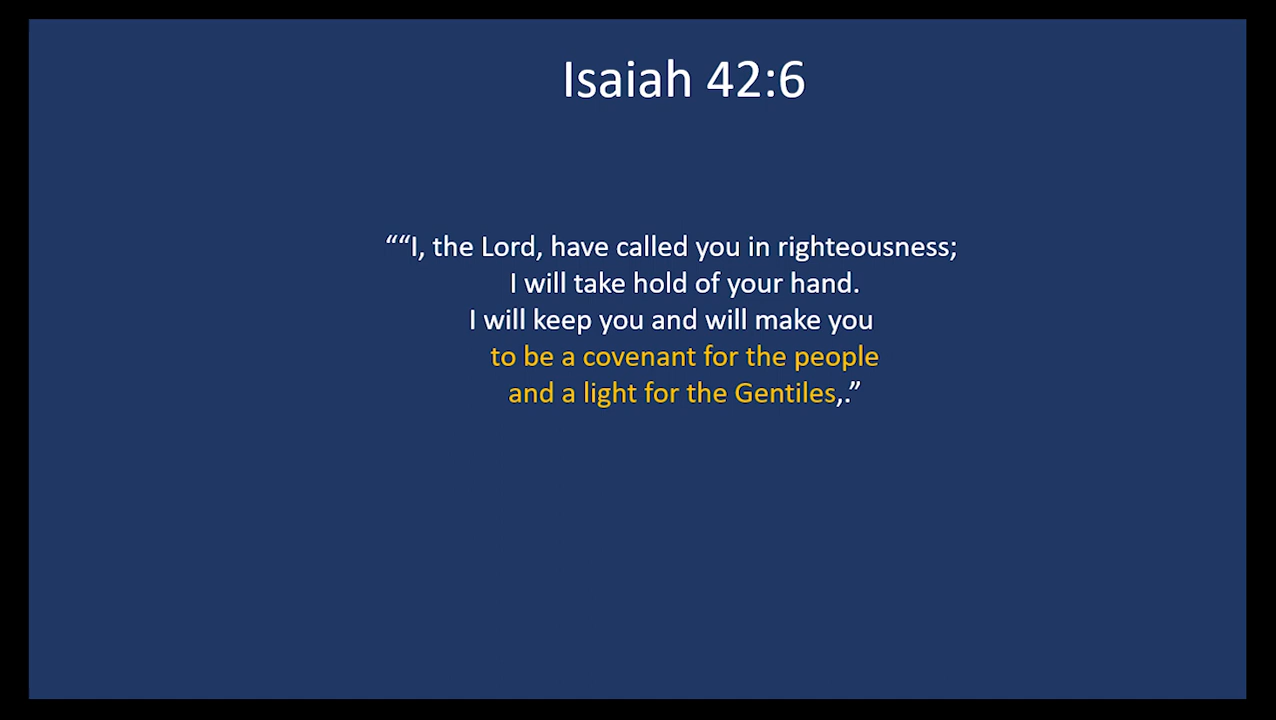 Isaiah 42:6
““I, the Lord, have called you in righteousness;
I will take hold of your hand.
I will keep you and will make you
to be a covenant for the people
and a light for the Gentiles,.”